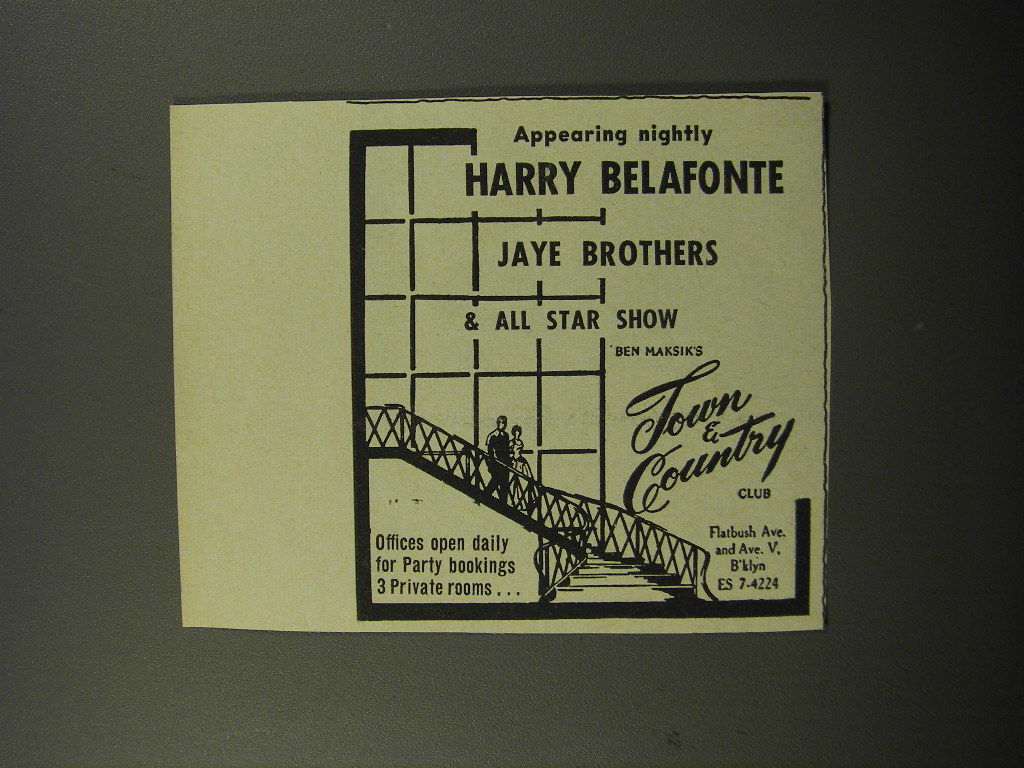 Appearing nightly
HARRY BELAFONTE
JAYE BROTHERS
& ALL STAR SHOW
BEN MAKSIK'S
Town
&
Country
CLUB
Offices open daily
for Party bookings
3 Private rooms . . .
Flatbush Ave.
and Ave. V,
B'klyn
ES 7-4224